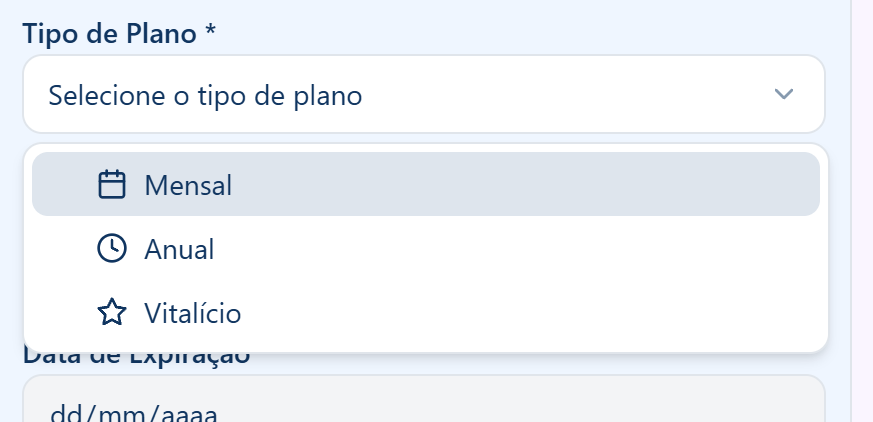 Tipo de Plano *
Selecione o tipo de plano
Mensal
Anual
Vitalício
Data de Expiração
dd/mm/aaaa